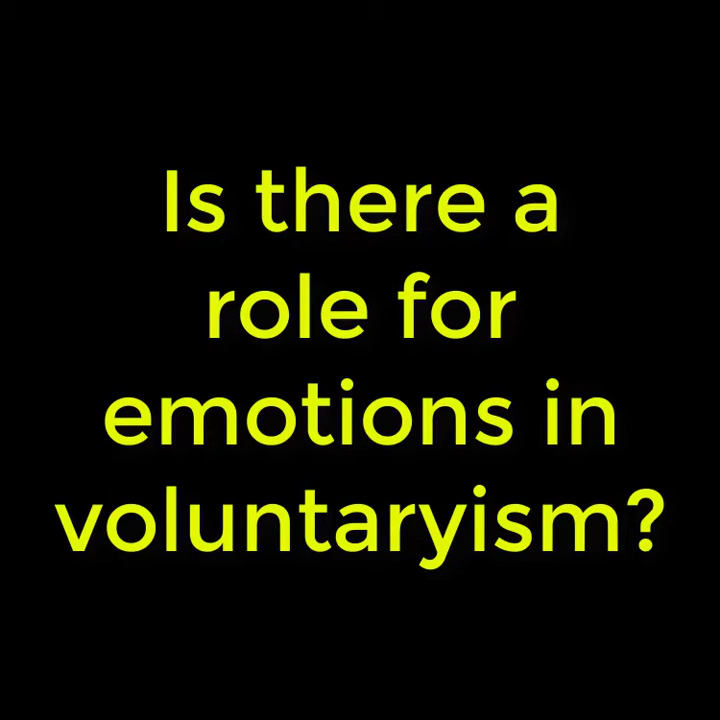 Is there a
role for
emotions in
voluntaryism?